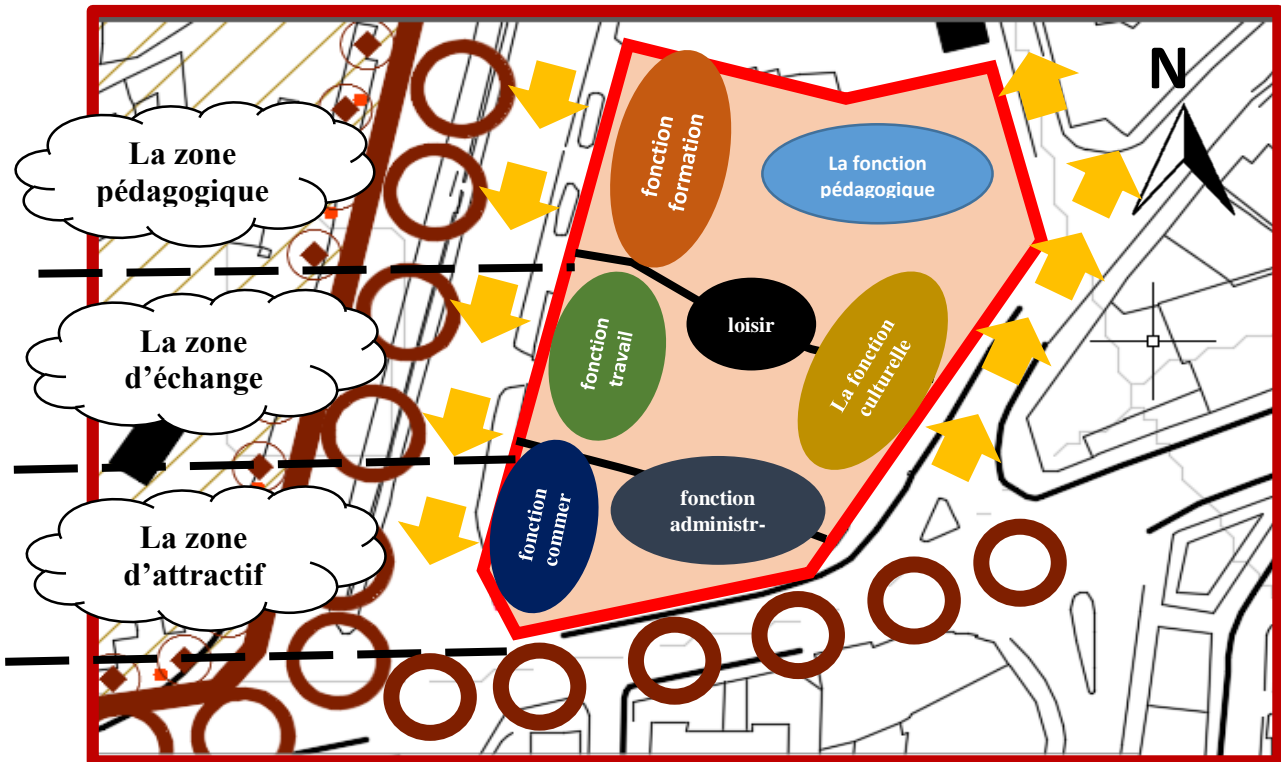 N
La zone
pédagogique
La zone
d’échange
La zone
d’attractif
fonction
formation
La fonction
pédagogique
fonction
travail
loisir
La fonction
culturelle
fonction
commer
fonction
administr-